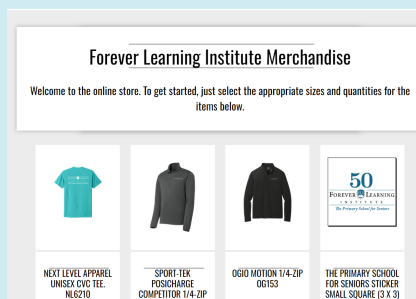 Forever Learning Institute Merchandise
Welcome to the online store. To get started, just select the appropriate sizes and quantities for the
items below.
50
FOREVER LEARNING
INSTITUTE
The Primary School for Seniors
NEXT LEVEL APPAREL
UNISEX CVC TEE.
NL6210
SPORT-TEK
POSICHARGE
COMPETITOR 1/4-ZIP
OGIO MOTION 1/4-ZIP
OG153
THE PRIMARY SCHOOL
FOR SENIORS STICKER
SMALL SQUARE (3 X 3)